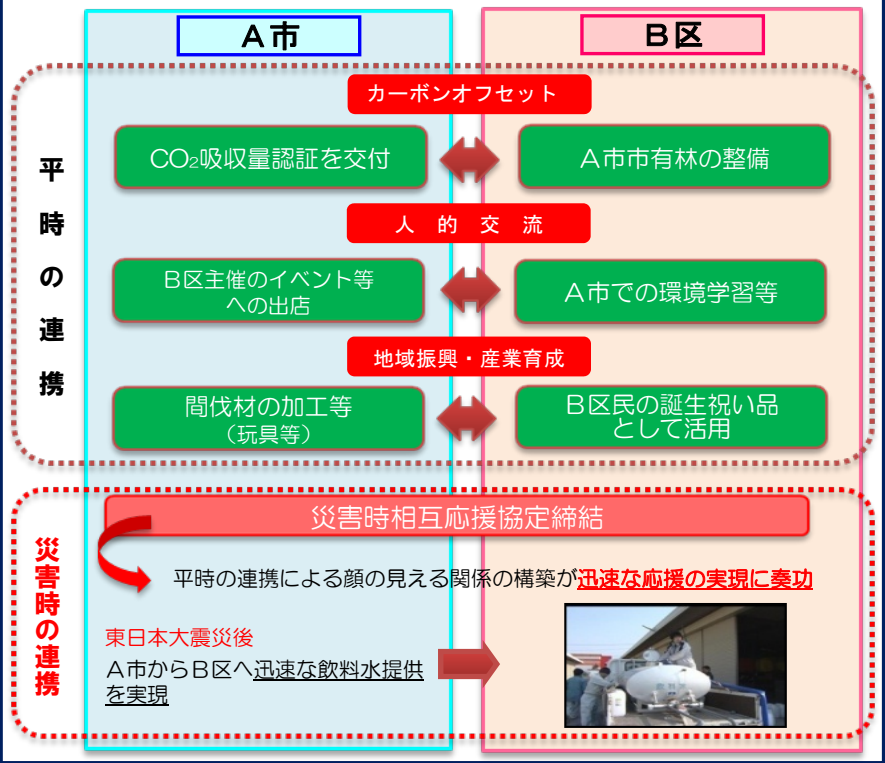 A市
B区
平時の連携
カーボンオフセット
CO₂吸収量認証を交付
A市市有林の整備
人的交流
B区主催のイベント等
への出店
A市での環境学習等
地域振興・産業育成
間伐材の加工等
（玩具等）
B区民の誕生祝い品
として活用
災害時の連携
災害時相互応援協定締結
平時の連携による顔の見える関係の構築が迅速な応援の実現に奏功
東日本大震災後
A市からB区へ迅速な飲料水提供
を実現